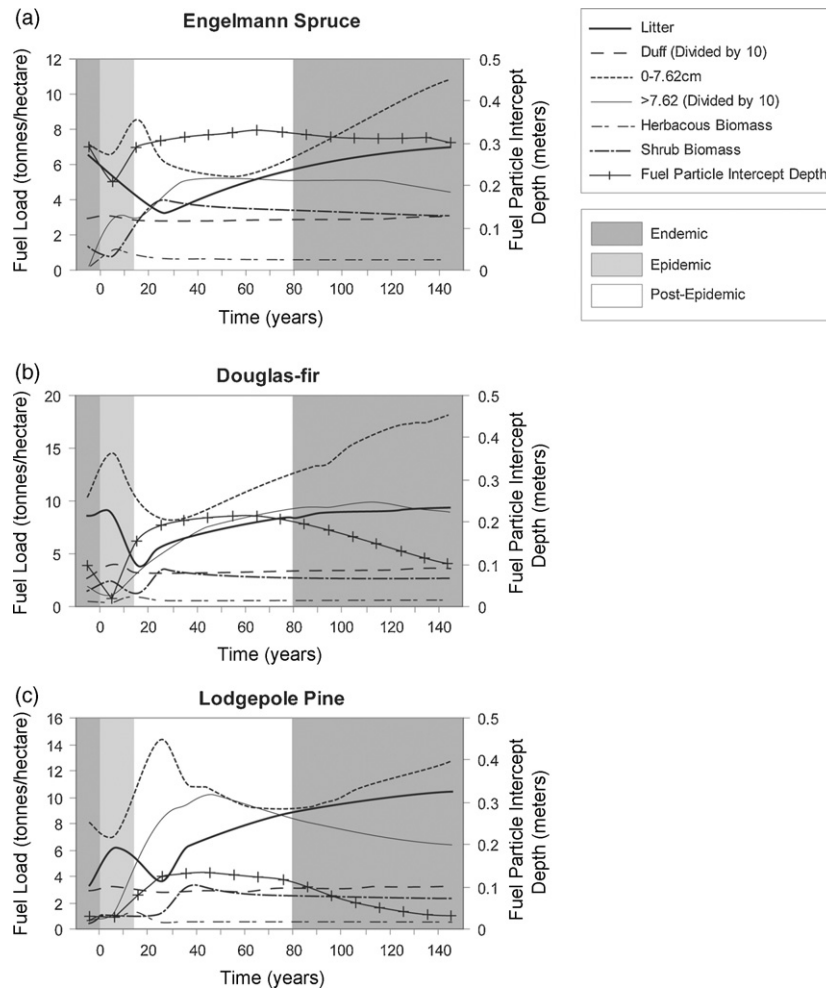 (a)
Engelmann Spruce
Fuel Load (tonnes/hectare)
12
10
8
6
4
2
0
0.5
0.4
0.3
0.2
0.1
0
Fuel Particle Intercept
Depth (meters)
0 20 40 60 80 100 120 140
Time (years)
Litter
Duff (Divided by 10)
0-7.62cm
>7.62 (Divided by 10)
Herbacous Biomass
Shrub Biomass
Fuel Particle Intercept Depth
Endemic
Epidemic
Post-Epidemic
(b)
Douglas-fir
Fuel Load (tonnes/hectare)
20
15
10
5
0
0.5
0.4
0.3
0.2
0.1
0
Fuel Particle Intercept
Depth (meters)
0 20 40 60 80 100 120 140
Time (years)
(c)
Lodgepole Pine
Fuel Load (tonnes/hectare)
16
14
12
10
8
6
4
2
0
0.5
0.4
0.3
0.2
0.1
0
Fuel Particle Intercept
Depth (meters)
0 20 40 60 80 100 120 140
Time (years)